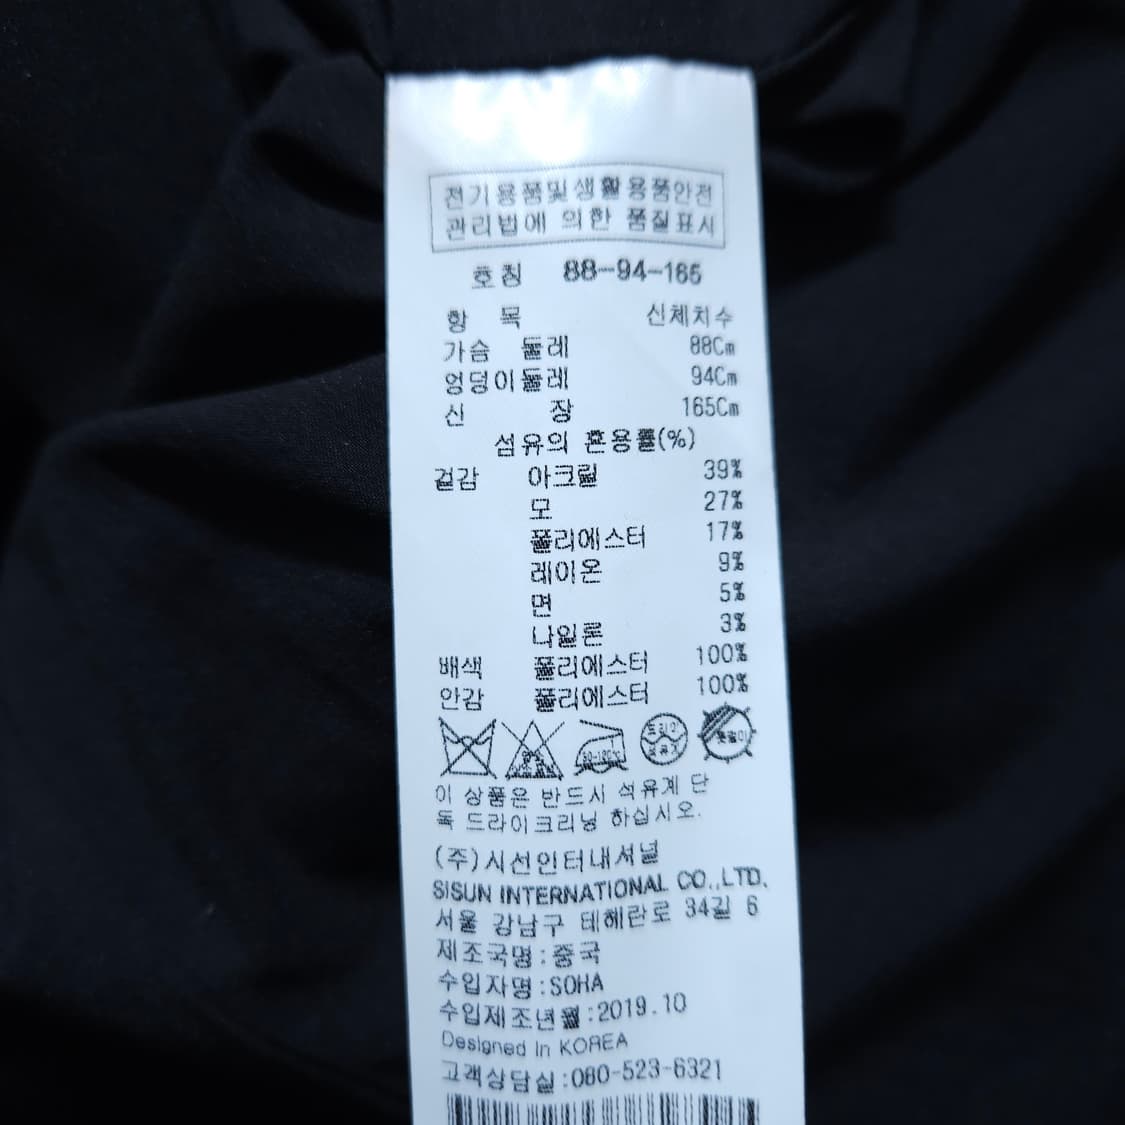 전기용품및생활용품안전
관리법에 의한 품질표시
호칭 88-94-165
항 목 신체치수
가슴 둘레 88Cm
엉덩이둘레 94Cm
신 장 165Cm
섬유의 혼용률(%)
겉감 아크릴 39%
모 27%
폴리에스터 17%
레이온 9%
면 5%
나일론 3%
배색 폴리에스터 100%
안감 폴리에스터 100%
드라이
석유계
이 상품은 반드시 석유계 단
독 드라이크리닝 하십시오.
(주)시선인터내셔널
SISUN INTERNATIONAL CO.,LTD.
서울 강남구 테헤란로 34길 6
제조국명:중국
수입자명:SOHA
수입제조년월:2019.10
Designed in KOREA
고객상담실:080-523-6321